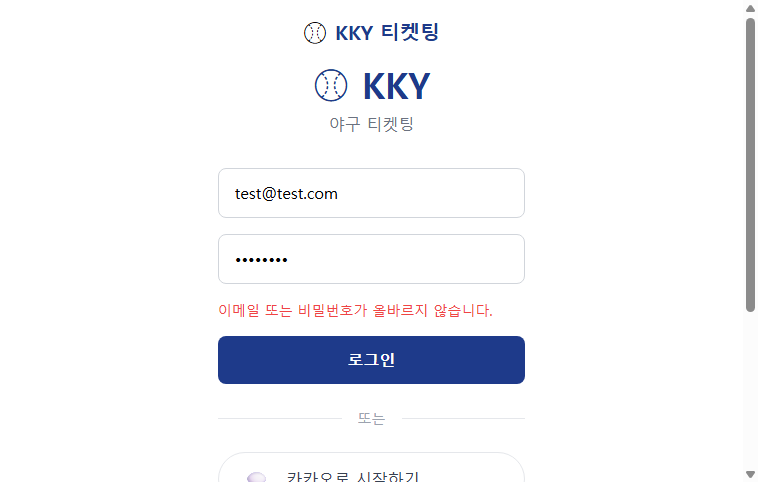 KKY 티켓팅
KKY
야구 티켓팅
test@test.com
••••••••
이메일 또는 비밀번호가 올바르지 않습니다.
로그인
또는
카카오로 시작하기